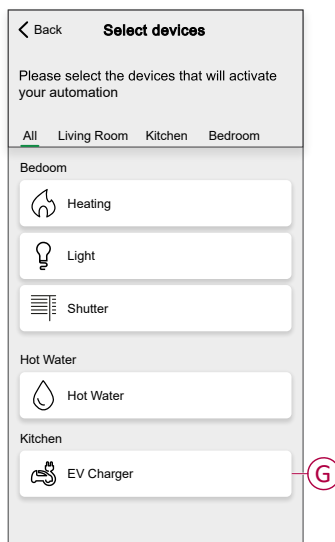 Back Select devices
Please select the devices that will activate
your automation
All Living Room Kitchen Bedroom
Bedoom
Heating
Light
Shutter
Hot Water
Hot Water
Kitchen
EV Charger
G